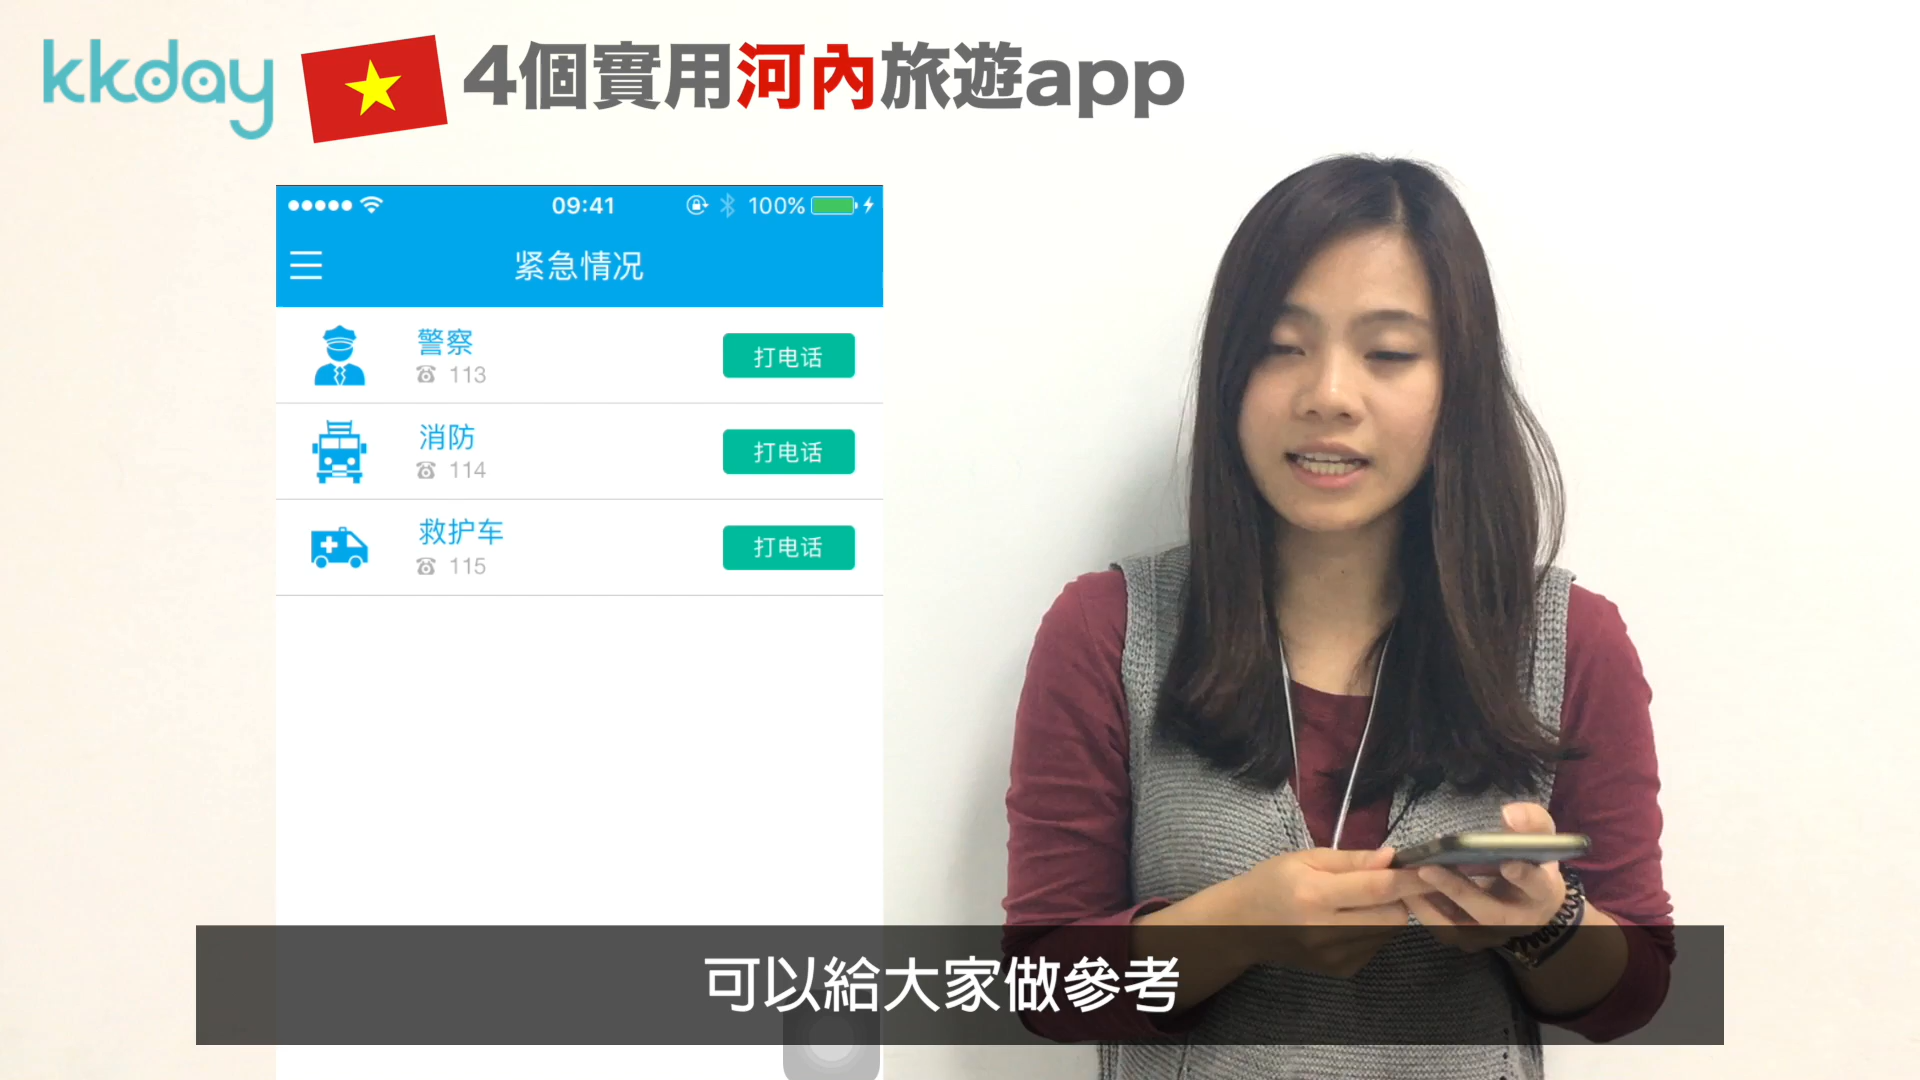 kkday
4個實用河內旅遊app
09:41
100%
紧急情况
警察
113
打电话
消防
114
打电话
救护车
115
打电话
可以給大家做參考